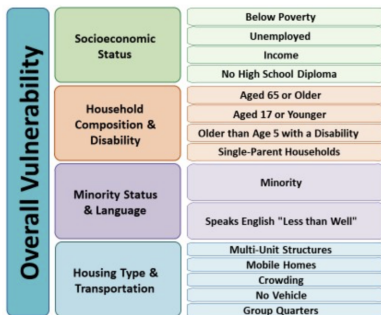 Overall Vulnerability
Socioeconomic
Status
Below Poverty
Unemployed
Income
No High School Diploma
Household
Composition &
Disability
Aged 65 or Older
Aged 17 or Younger
Older than Age 5 with a Disability
Single-Parent Households
Minority Status
& Language
Minority
Speaks English "Less than Well"
Housing Type &
Transportation
Multi-Unit Structures
Mobile Homes
Crowding
No Vehicle
Group Quarters